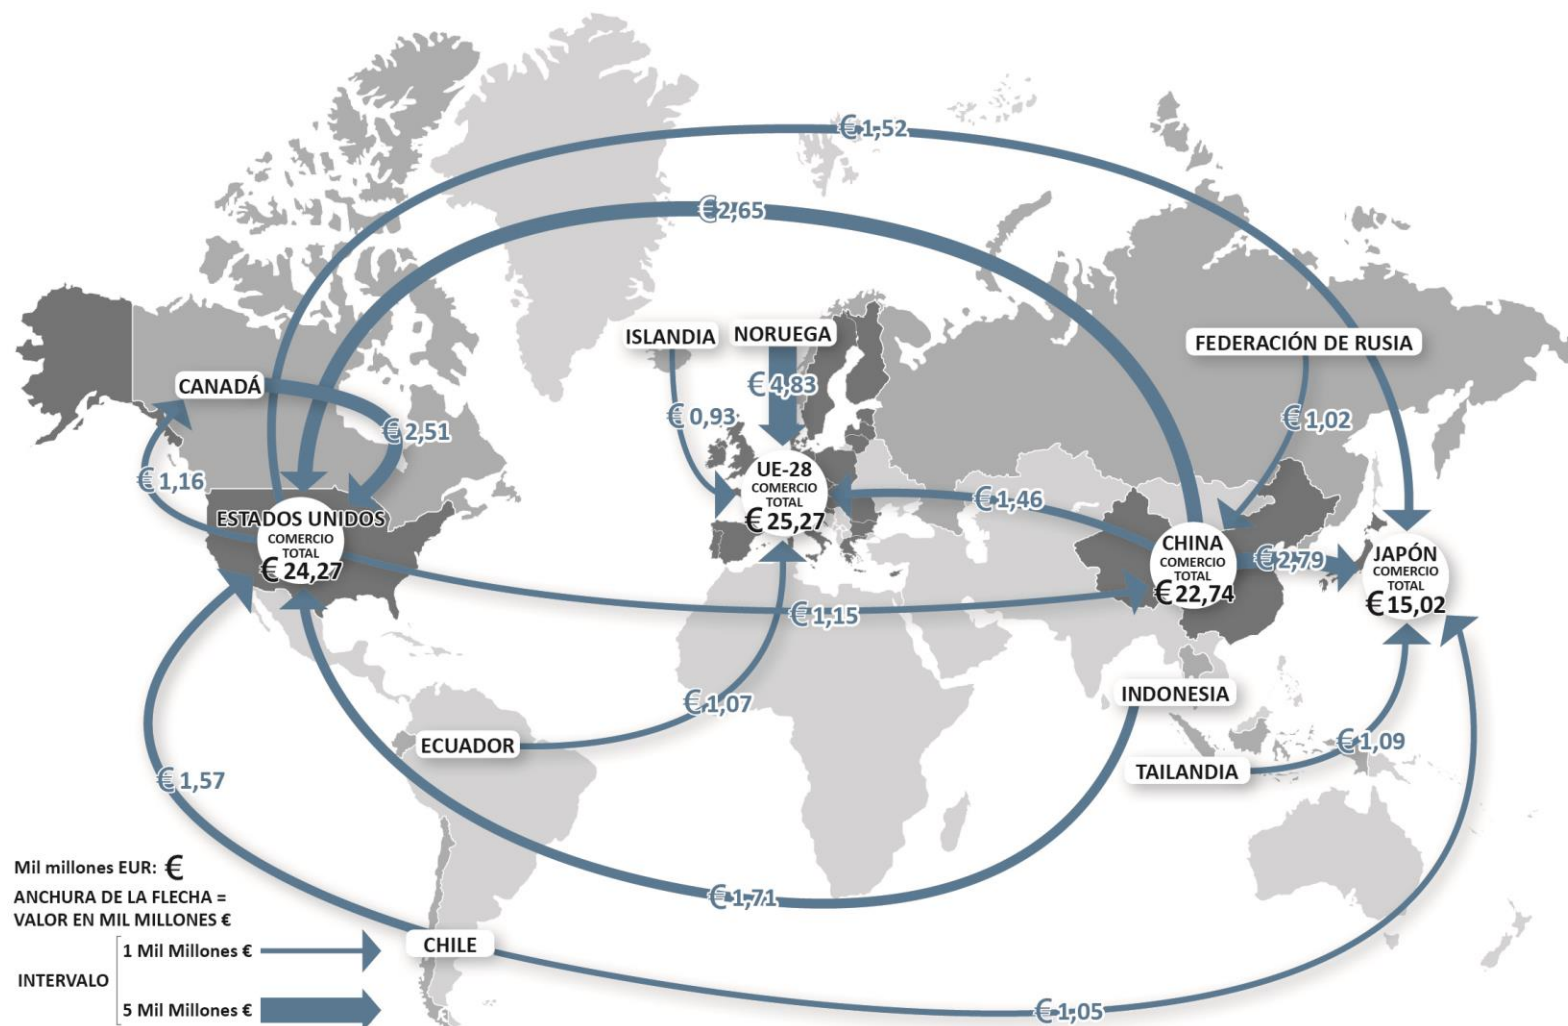 € 1,52
€ 2,65
ISLANDIA
NORUEGA
FEDERACIÓN DE RUSIA
CANADÁ
€ 4,83
€ 0,93
€ 1,02
€ 2,51
€ 1,16
UE-28
COMERCIO
TOTAL
€ 25,27
€ 1,46
ESTADOS UNIDOS
COMERCIO
TOTAL
€ 24,27
CHINA
COMERCIO
TOTAL
€ 22,74
€ 2,79
JAPÓN
COMERCIO
TOTAL
€ 15,02
€ 1,15
INDONESIA
€ 1,07
ECUADOR
€ 1,09
TAILANDIA
€ 1,57
€ 1,71
CHILE
€ 1,05
Mil millones EUR: €
ANCHURA DE LA FLECHA =
VALOR EN MIL MILLONES €
1 Mil Millones €
INTERVALO
5 Mil Millones €